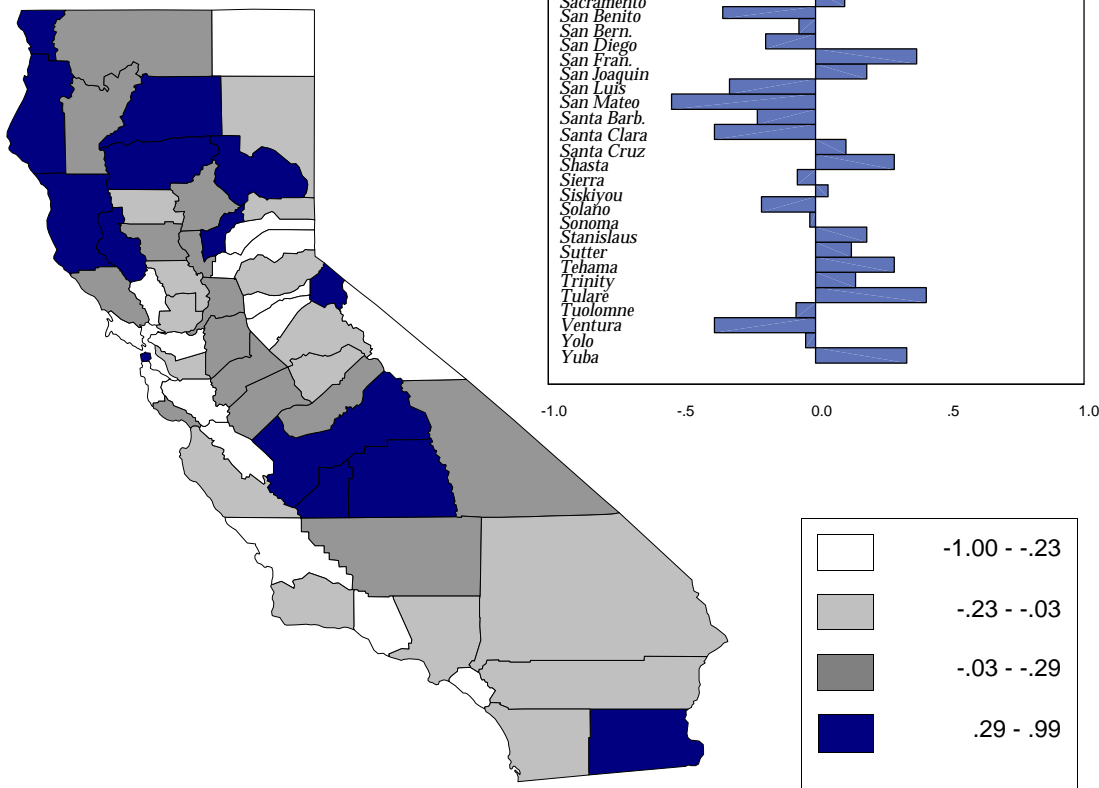 Sacramento
San Benito
San Bern.
San Diego
San Fran.
San Joaquin
San Luis
San Mateo
Santa Barb.
Santa Clara
Santa Cruz
Shasta
Sierra
Siskiyou
Solano
Sonoma
Stanislaus
Sutter
Tehama
Trinity
Tulare
Tuolomne
Ventura
Yolo
Yuba
-1.0 -.5 0.0 .5 1.0
-1.00 - -.23
-.23 - -.03
-.03 - -.29
.29 - .99